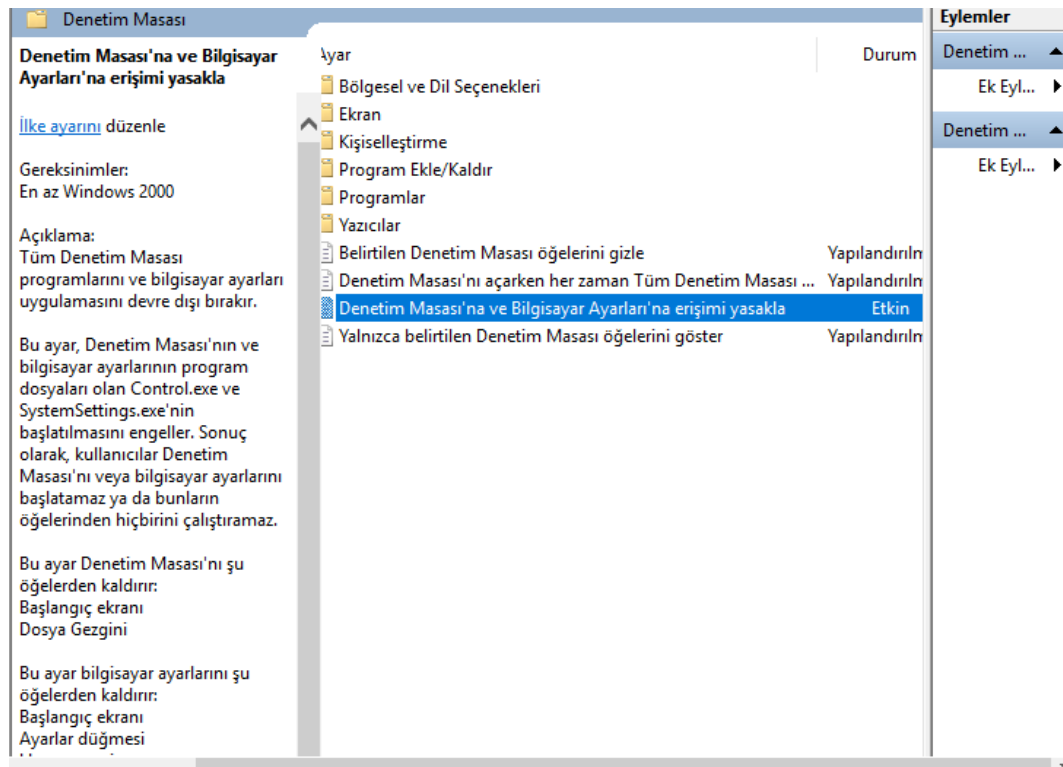 Denetim Masası
Denetim Masası'na ve Bilgisayar
Ayarları'na erişimi yasakla
İlke ayarını düzenle
Gereksinimler:
En az Windows 2000
Açıklama:
Tüm Denetim Masası
programlarını ve bilgisayar ayarları
uygulamasını devre dışı bırakır.
Bu ayar, Denetim Masası'nın ve
bilgisayar ayarlarının program
dosyaları olan Control.exe ve
SystemSettings.exe'nin
başlatılmasını engeller. Sonuç
olarak, kullanıcılar Denetim
Masası'nı veya bilgisayar ayarlarını
başlatamaz ya da bunların
öğelerinden hiçbirini çalıştıramaz.
Bu ayar Denetim Masası'nı şu
öğelerden kaldırır:
Başlangıç ekranı
Dosya Gezgini
Bu ayar bilgisayar ayarlarını şu
öğelerden kaldırır:
Başlangıç ekranı
Ayarlar düğmesi
Ayar Durum
Bölgesel ve Dil Seçenekleri
Ekran
Kişiselleştirme
Program Ekle/Kaldır
Programlar
Yazıcılar
Belirtilen Denetim Masası öğelerini gizle Yapılandırılm
Denetim Masası'nı açarken her zaman Tüm Denetim Masası ... Yapılandırılm
Denetim Masası'na ve Bilgisayar Ayarları'na erişimi yasakla Etkin
Yalnızca belirtilen Denetim Masası öğelerini göster Yapılandırılm
Eylemler
Denetim ...
Ek Eyl...
Denetim ...
Ek Eyl...